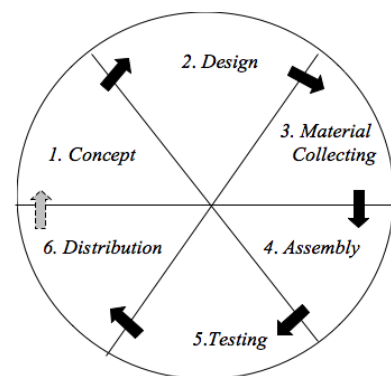 1. Concept
2. Design
3. Material
Collecting
4. Assembly
5.Testing
6. Distribution